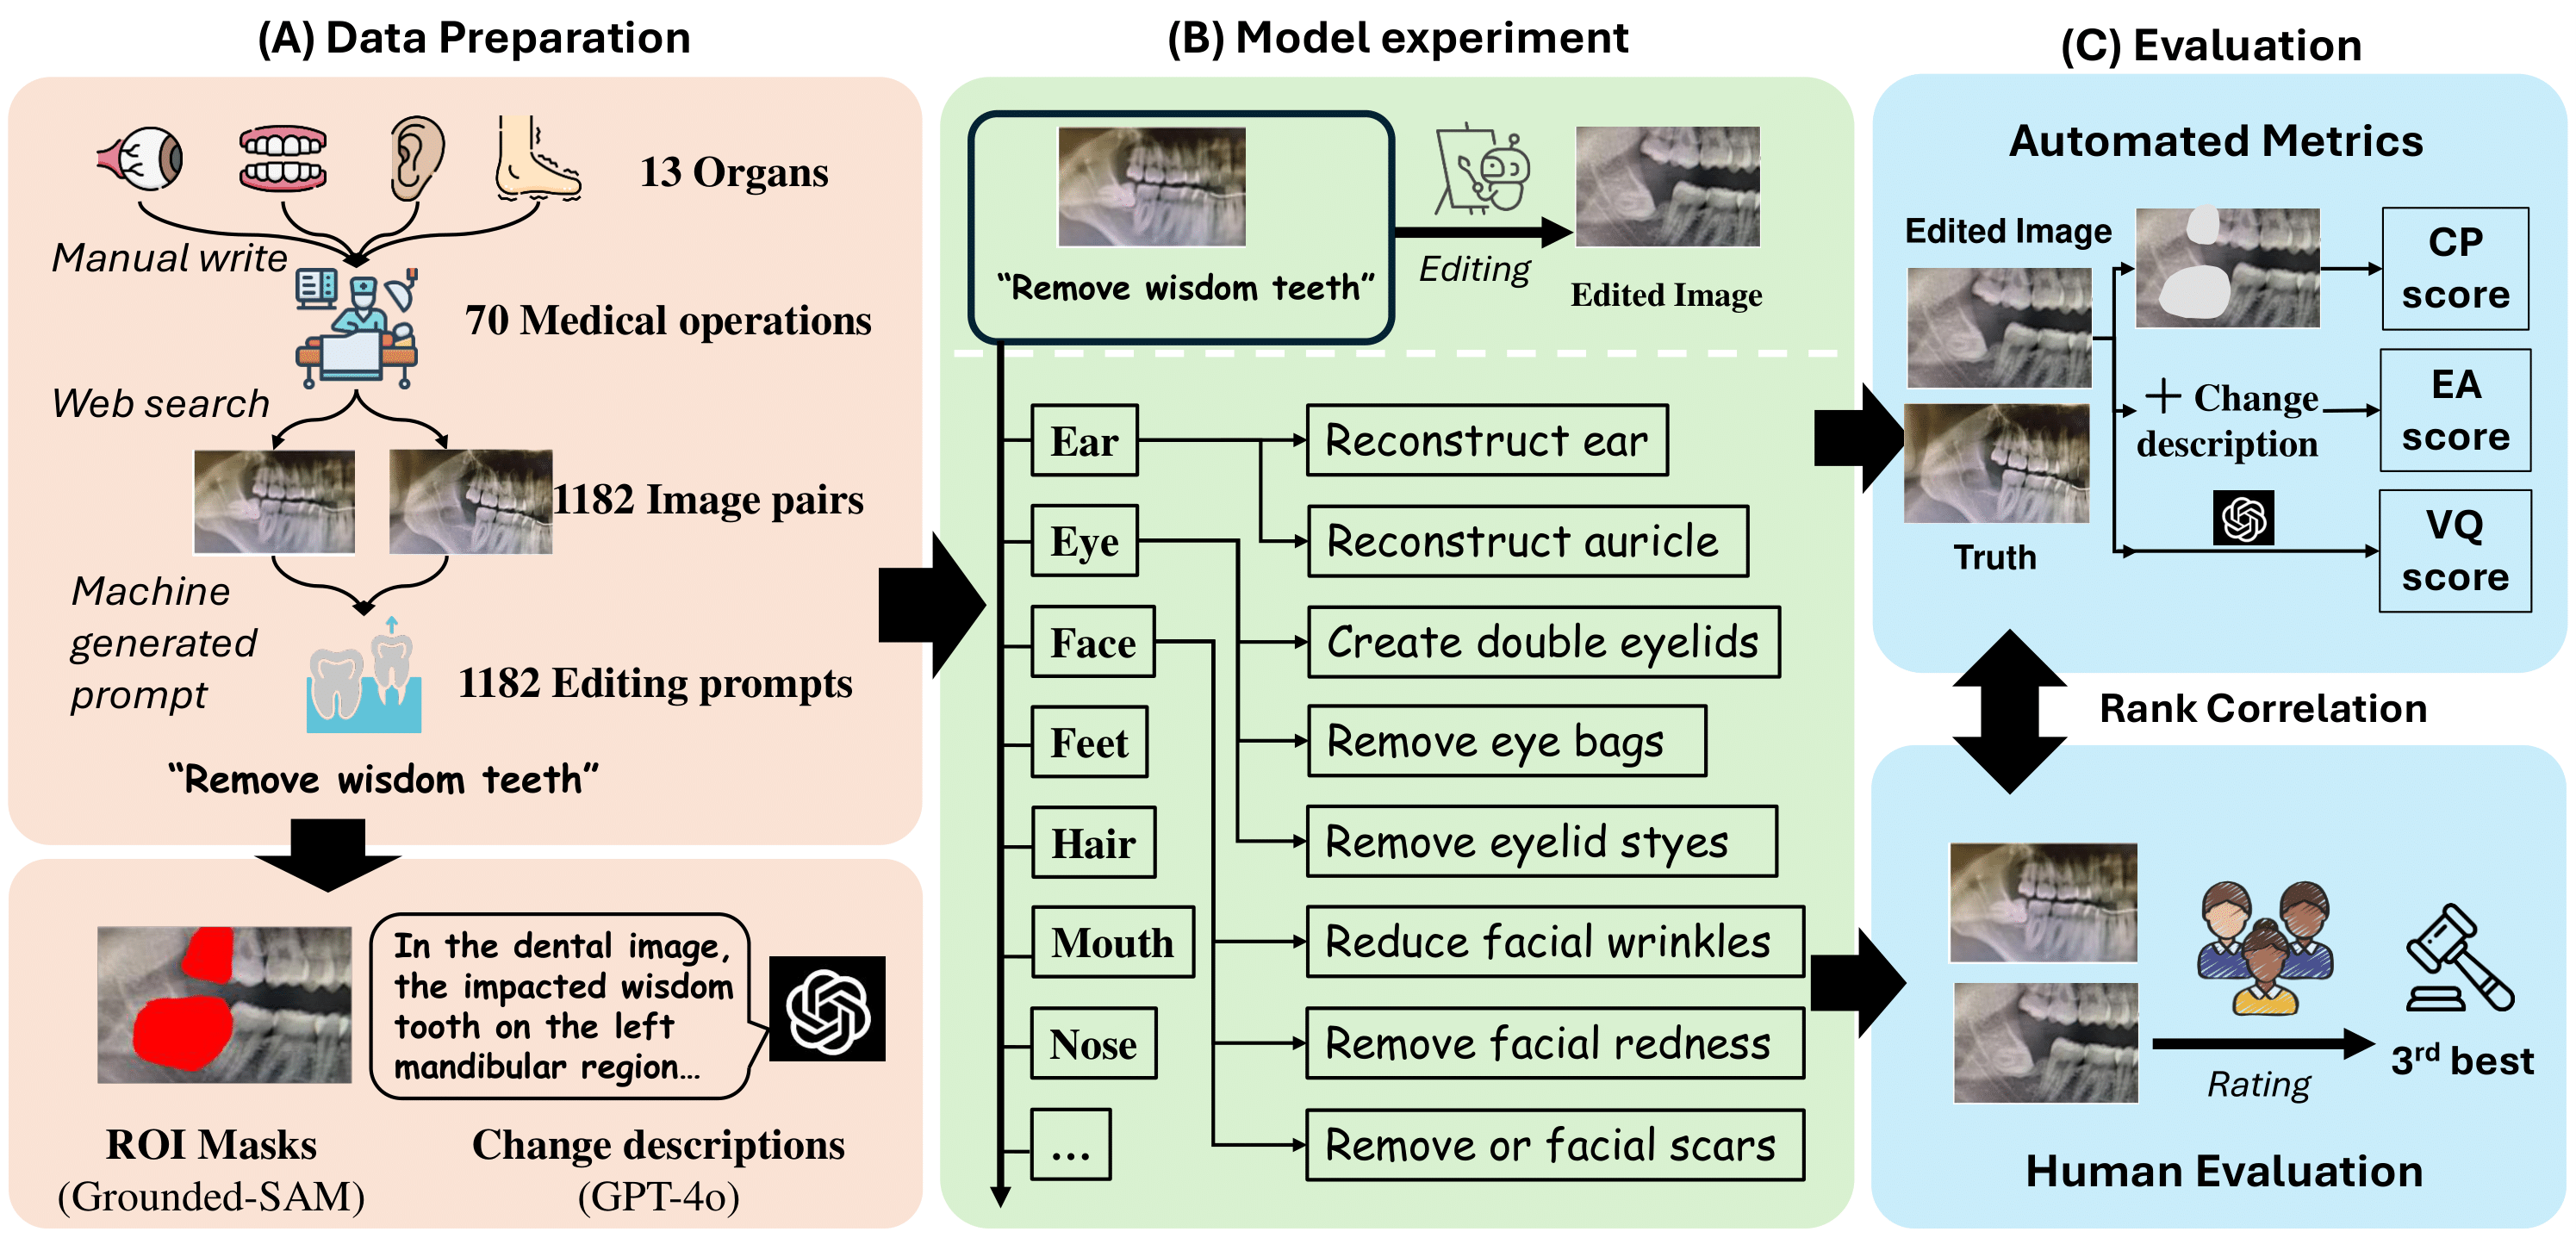 (A) Data Preparation
13 Organs
Manual write
70 Medical operations
Web search
1182 Image pairs
Machine
generated
prompt
1182 Editing prompts
“Remove wisdom teeth”
In the dental image,
the impacted wisdom
tooth on the left
mandibular region...
ROI Masks
(Grounded-SAM)
Change descriptions
(GPT-4o)
(B) Model experiment
“Remove wisdom teeth”
Editing
Edited Image
Ear
Eye
Face
Feet
Hair
Mouth
Nose
...
Reconstruct ear
Reconstruct auricle
Create double eyelids
Remove eye bags
Remove eyelid styes
Reduce facial wrinkles
Remove facial redness
Remove or facial scars
(C) Evaluation
Automated Metrics
Edited Image
Truth
+ Change
description
CP
score
EA
score
VQ
score
Rank Correlation
Rating
3rd best
Human Evaluation